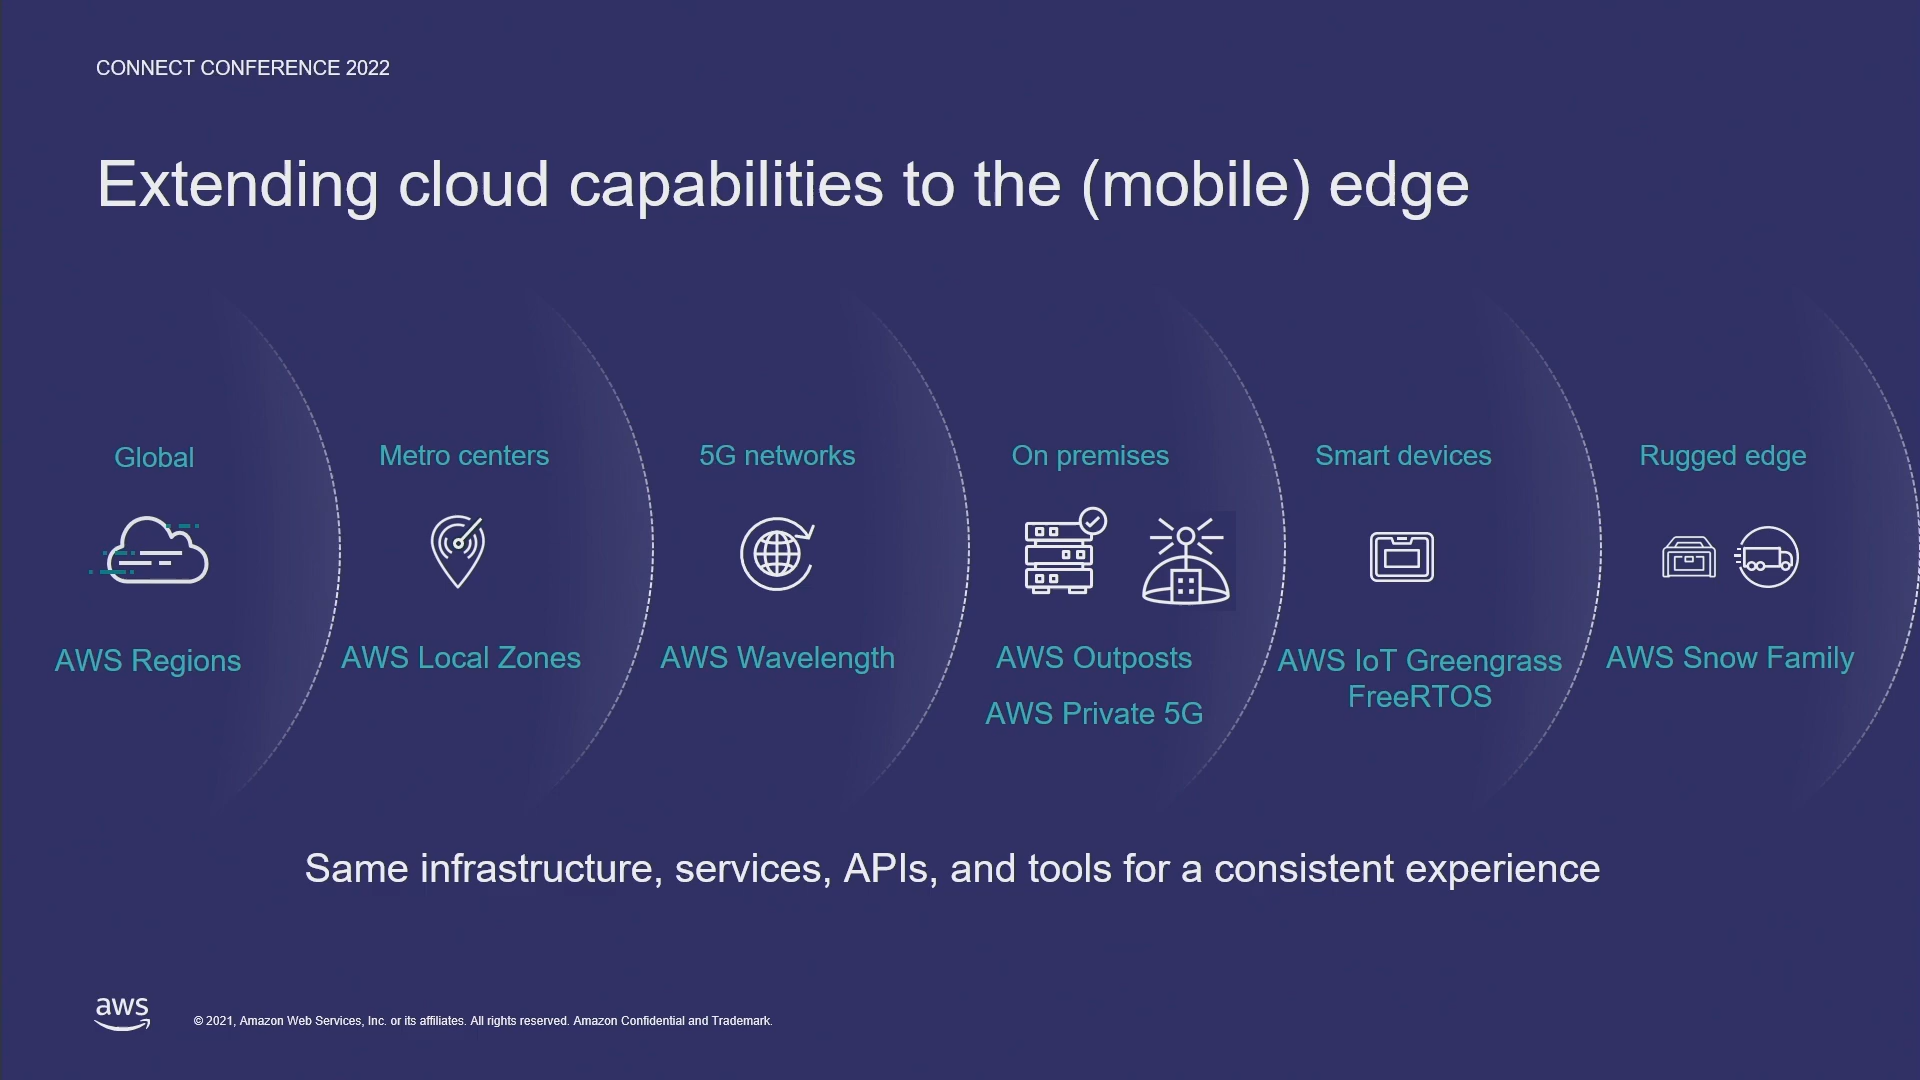 CONNECT CONFERENCE 2022
Extending cloud capabilities to the (mobile) edge
Global
Metro centers
5G networks
On premises
Smart devices
Rugged edge
AWS Regions
AWS Local Zones
AWS Wavelength
AWS Outposts
AWS Private 5G
AWS IoT Greengrass
FreeRTOS
AWS Snow Family
Same infrastructure, services, APIs, and tools for a consistent experience
aws
© 2021, Amazon Web Services, Inc. or its affiliates. All rights reserved. Amazon Confidential and Trademark.